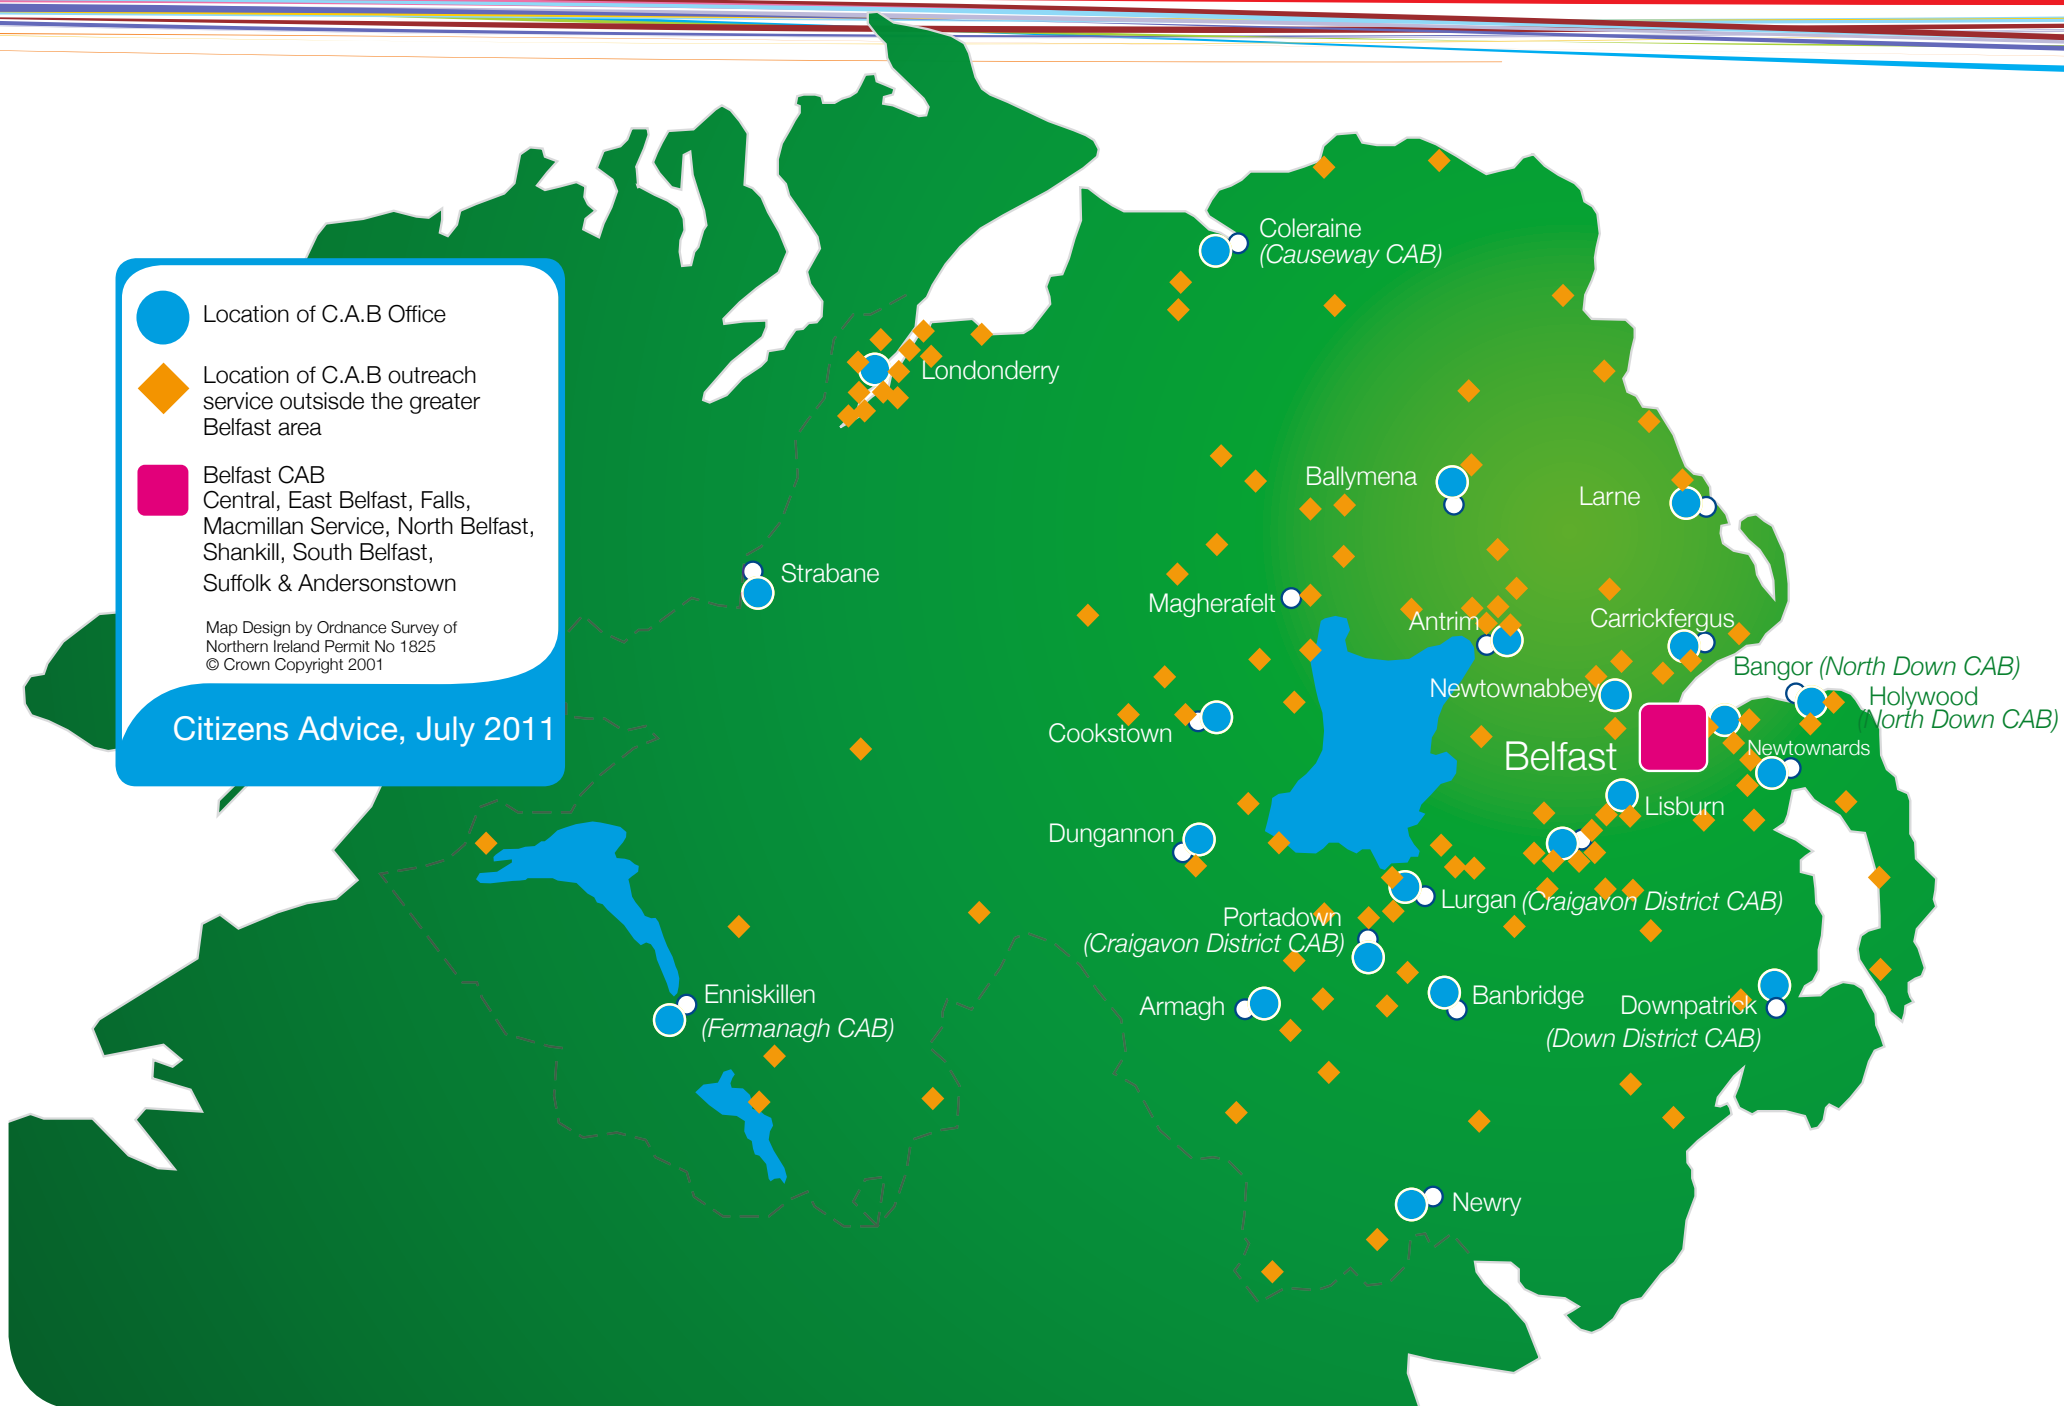 Location of C.A.B Office
Location of C.A.B outreach
service outsisde the greater
Belfast area
Belfast CAB
Central, East Belfast, Falls,
Macmillan Service, North Belfast,
Shankill, South Belfast,
Suffolk & Andersonstown
Map Design by Ordnance Survey of
Northern Ireland Permit No 1825
© Crown Copyright 2001
Citizens Advice, July 2011
Coleraine
(Causeway CAB)
Londonderry
Ballymena
Larne
Strabane
Magherafelt
Antrim
Carrickfergus
Bangor (North Down CAB)
Newtownabbey
Holywood
(North Down CAB)
Cookstown
Belfast
Newtownards
Lisburn
Dungannon
Lurgan (Craigavon District CAB)
Portadown
(Craigavon District CAB)
Enniskillen
(Fermanagh CAB)
Armagh
Banbridge
Downpatrick
(Down District CAB)
Newry